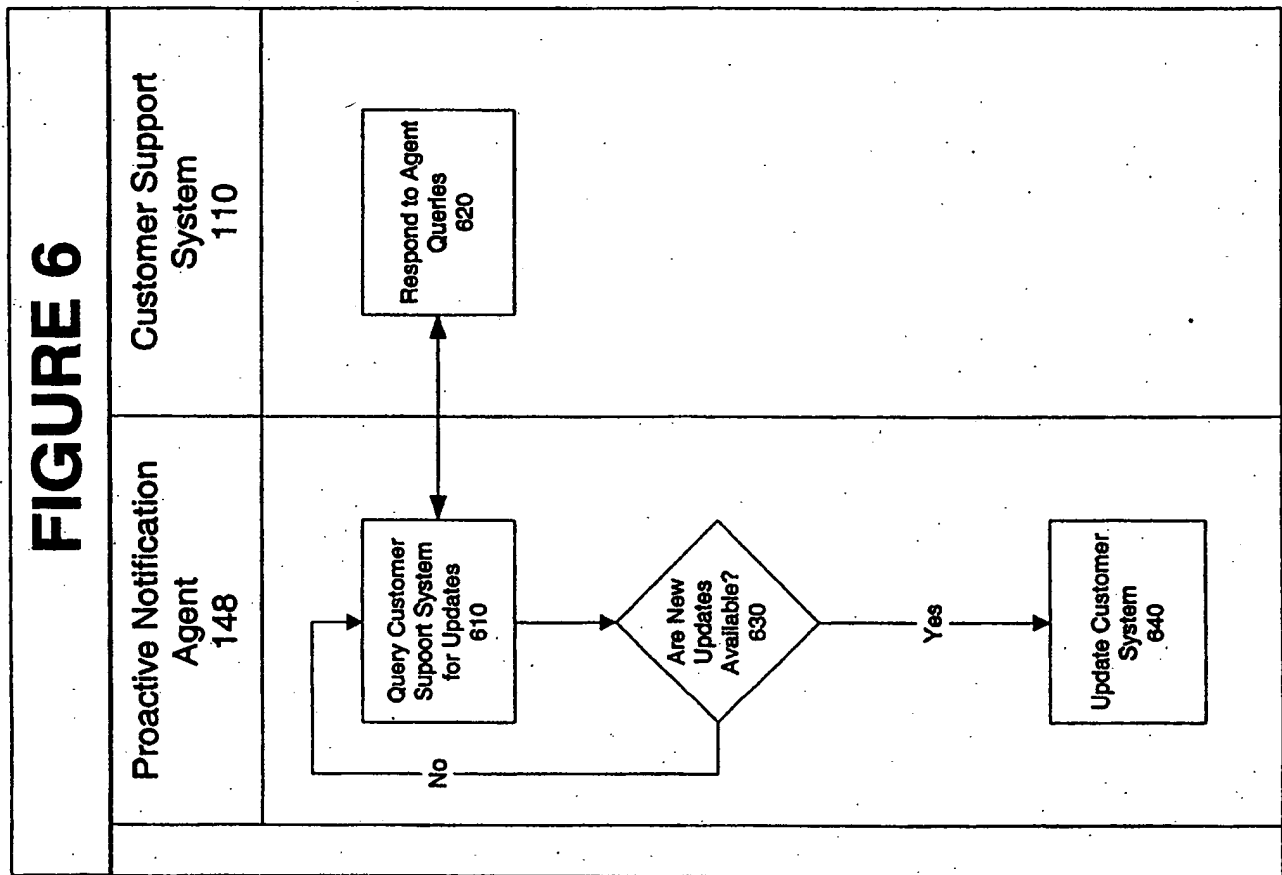 FIGURE 6
Proactive Notification
Agent
148
Customer Support
System
110
Query Customer
Supoort System
for Updates
610
Respond to Agent
Queries
620
Are New
Updates
Available?
630
No
Yes
Update Customer
System
640